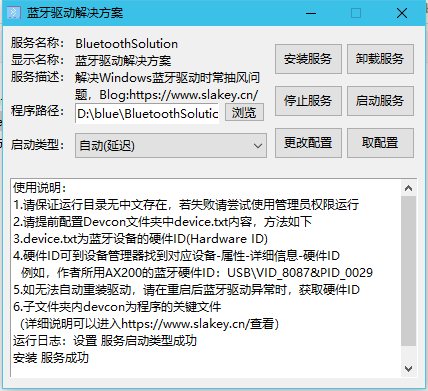 蓝牙驱动解决方案
服务名称： BluetoothSolution
显示名称： 蓝牙驱动解决方案
服务描述： 解决Windows蓝牙驱动时常抽风问
题，Blog:https://www.slakey.cn/
程序路径： D:\blue\BluetoothSolutic 浏览
启动类型： 自动(延迟)
安装服务 卸载服务
停止服务 启动服务
更改配置 取配置
使用说明：
1.请保证运行目录无中文存在，若失败请尝试使用管理员权限运行
2.请提前配置Devcon文件夹中device.txt内容，方法如下
3.device.txt为蓝牙设备的硬件ID(Hardware ID)
4.硬件ID可到设备管理器找到对应设备-属性-详细信息-硬件ID
例如，作者所用AX200的蓝牙硬件ID：USB\VID_8087&PID_0029
5.如无法自动重装驱动，请在重启后蓝牙驱动异常时，获取硬件ID
6.子文件夹内devcon为程序的关键文件
（详细说明可以进入https://www.slakey.cn/查看）
运行日志：设置 服务启动类型成功
安装 服务成功